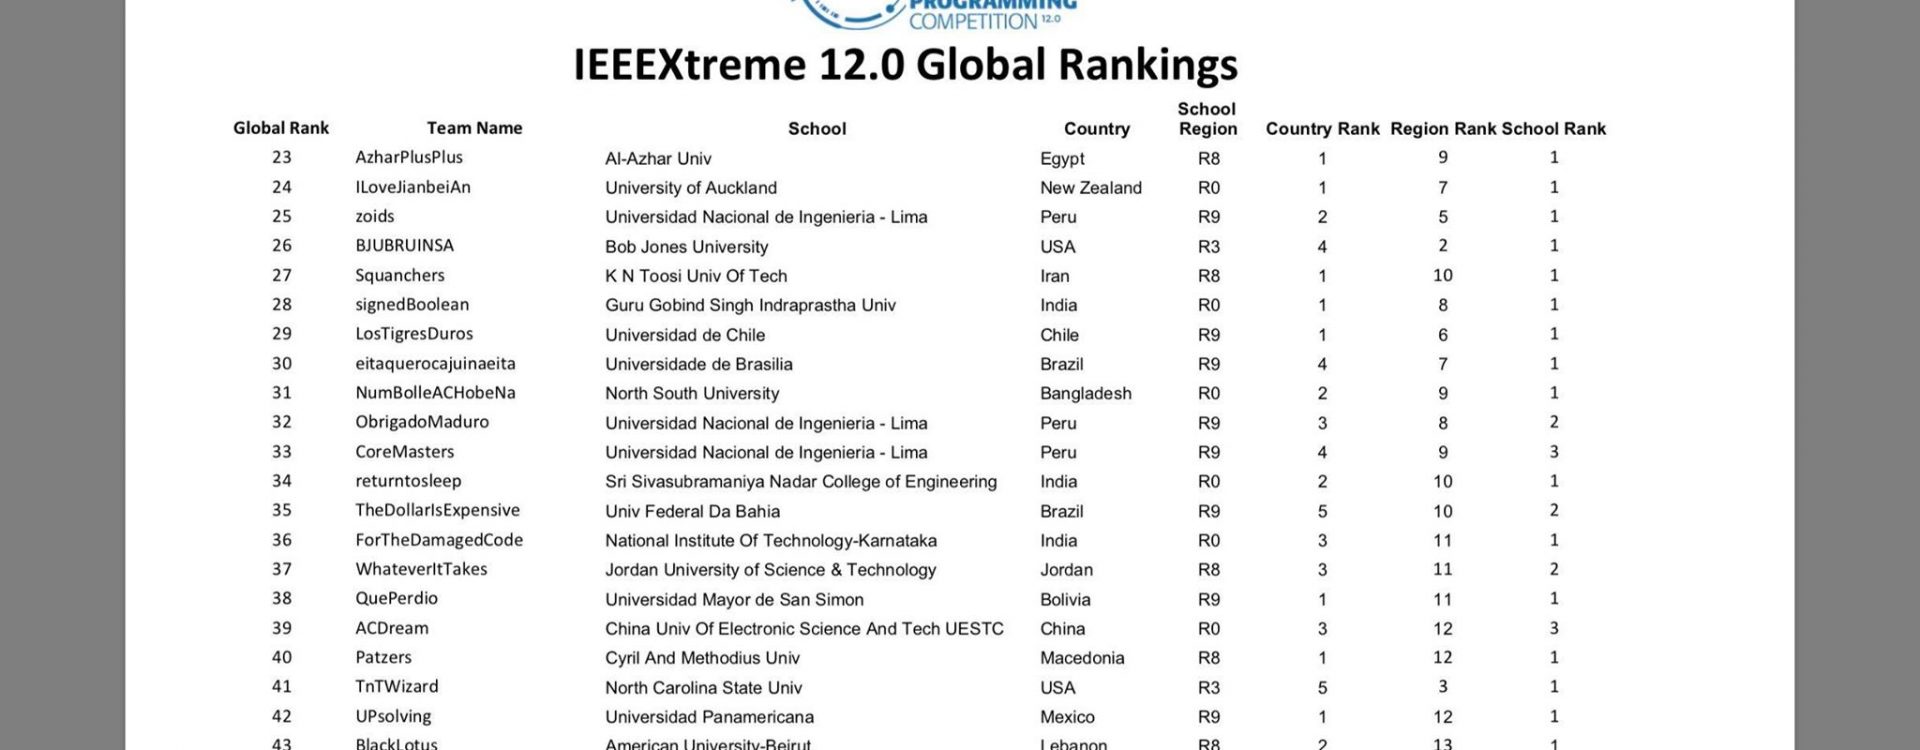 PROGRAMMING
COMPETITION 12.0
IEEEXtreme 12.0 Global Rankings
Global Rank Team Name School Country School Region Country Rank Region Rank School Rank
23 AzharPlusPlus Al-Azhar Univ Egypt R8 1 9 1
24 ILoveJianbeiAn University of Auckland New Zealand R0 1 7 1
25 zoids Universidad Nacional de Ingenieria - Lima Peru R9 2 5 1
26 BJUBRUINSA Bob Jones University USA R3 4 2 1
27 Squanchers K N Toosi Univ Of Tech Iran R8 1 10 1
28 signedBoolean Guru Gobind Singh Indraprastha Univ India R0 1 8 1
29 LosTigresDuros Universidad de Chile Chile R9 1 6 1
30 eitaquerocajuinaeita Universidade de Brasilia Brazil R9 4 7 1
31 NumBolleACHobeNa North South University Bangladesh R0 2 9 1
32 ObrigadoMaduro Universidad Nacional de Ingenieria - Lima Peru R9 3 8 2
33 CoreMasters Universidad Nacional de Ingenieria - Lima Peru R9 4 9 3
34 returntosleep Sri Sivasubramaniya Nadar College of Engineering India R0 2 10 1
35 TheDollarIsExpensive Univ Federal Da Bahia Brazil R9 5 10 2
36 ForTheDamagedCode National Institute Of Technology-Karnataka India R0 3 11 1
37 WhateverItTakes Jordan University of Science & Technology Jordan R8 3 11 2
38 QuePerdio Universidad Mayor de San Simon Bolivia R9 1 11 1
39 ACDream China Univ Of Electronic Science And Tech UESTC China R0 3 12 3
40 Patzers Cyril And Methodius Univ Macedonia R8 1 12 1
41 TnTWizard North Carolina State Univ USA R3 5 3 1
42 UPsolving Universidad Panamericana Mexico R9 1 12 1
43 BlackLotus American University-Beirut Lebanon R8 2 13 1